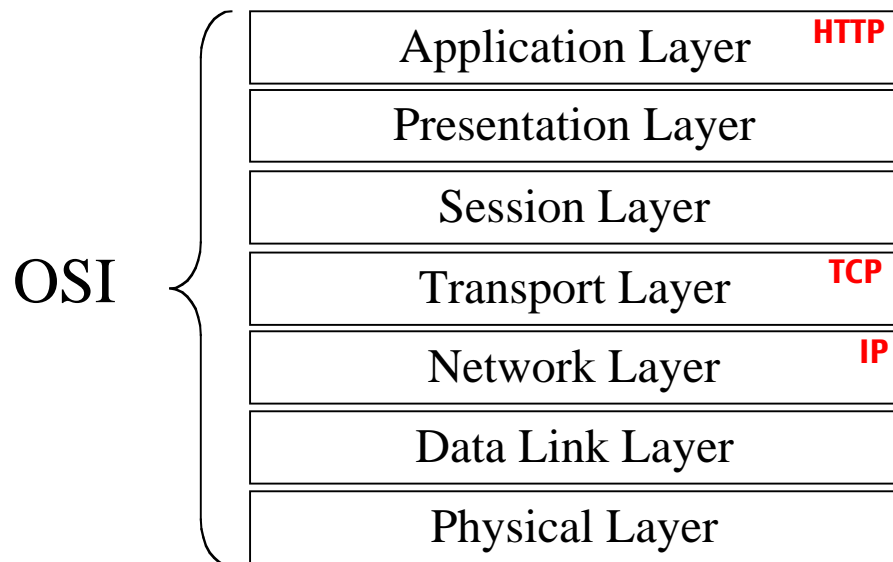 Application Layer HTTP
Presentation Layer
Session Layer
OSI
Transport Layer TCP
Network Layer IP
Data Link Layer
Physical Layer